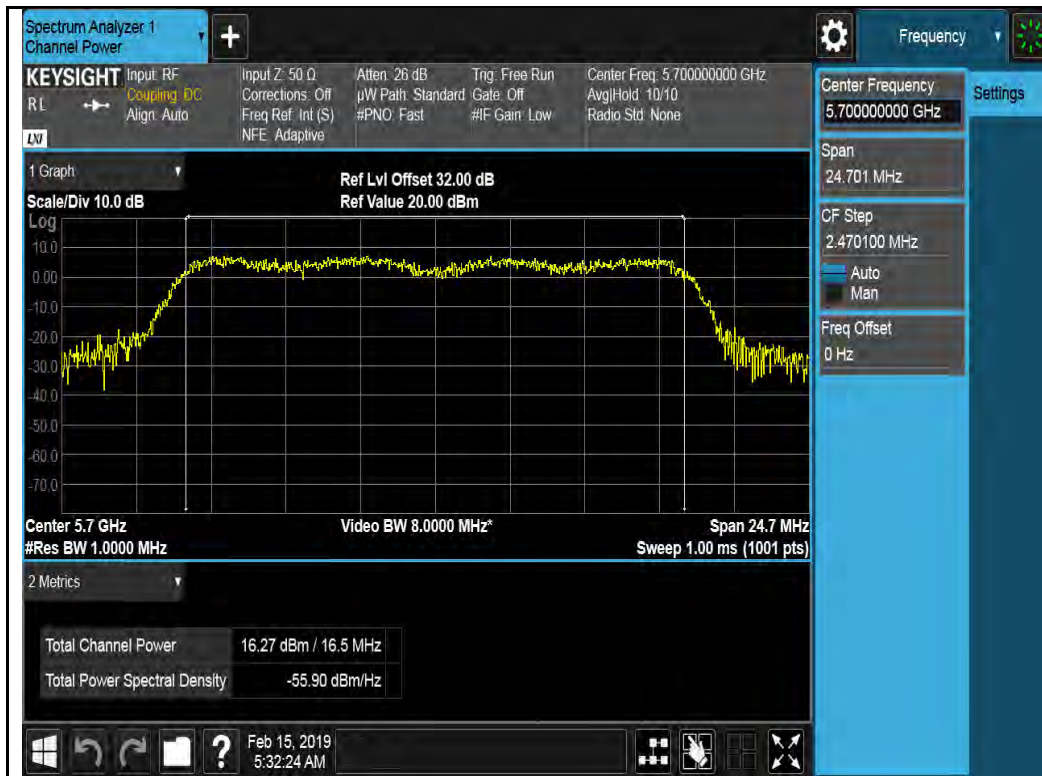 Spectrum Analyzer 1
Channel Power
+
Frequency
KEYSIGHT
RL
LXI
Input: RF
Coupling: DC
Align: Auto
Input Z: 50 Ω
Corrections: Off
Freq Ref: Int (S)
NFE: Adaptive
Atten: 26 dB
µW Path: Standard
#PNO: Fast
Trig: Free Run
Gate: Off
#IF Gain: Low
Center Freq: 5.700000000 GHz
Avg|Hold: 10/10
Radio Std: None
Center Frequency
5.700000000 GHz
Settings
Span
24.701 MHz
CF Step
2.470100 MHz
Auto
Man
Freq Offset
0 Hz
1 Graph
Scale/Div 10.0 dB
Ref Lvl Offset 32.00 dB
Ref Value 20.00 dBm
Log
10.0
0.00
-10.0
-20.0
-30.0
-40.0
-50.0
-60.0
-70.0
Center 5.7 GHz
#Res BW 1.0000 MHz
Video BW 8.0000 MHz*
Span 24.7 MHz
Sweep 1.00 ms (1001 pts)
2 Metrics
Total Channel Power 16.27 dBm / 16.5 MHz
Total Power Spectral Density -55.90 dBm/Hz
?
Feb 15, 2019
5:32:24 AM